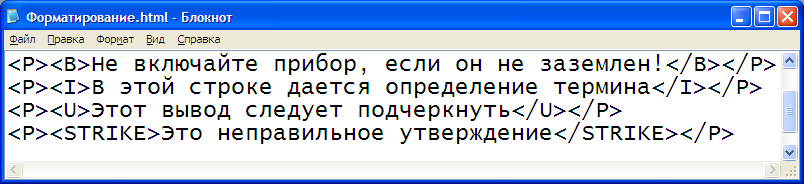 Форматирование.html - Блокнот
Файл Правка Формат Вид Справка
<P><B>Не включайте прибор, если он не заземлен!</B></P>
<P><I>В этой строке дается определение термина</I></P>
<P><U>Этот вывод следует подчеркнуть</U></P>
<P><STRIKE>Это неправильное утверждение</STRIKE></P>